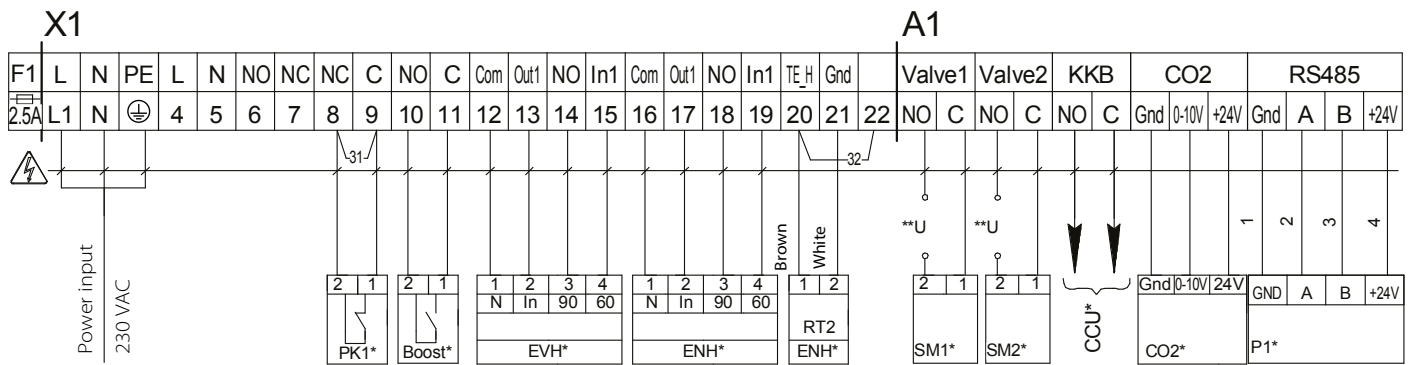 X1 A1
F1 L N PE L N NO NC NC C NO C Com Out1 NO In1 Com Out1 NO In1 TE_H Gnd Valve1 Valve2 KKB CO2 RS485
2.5A L1 N 4 5 6 7 8 9 10 11 12 13 14 15 16 17 18 19 20 21 22 NO C NO C NO C Gnd 0-10V +24V Gnd A B +24V
31 32
**U **U 1 2 3 4
Power input
230 VAC
Brown
White
2 1 2 1 1 2 3 4 1 2 3 4 1 2 2 1 2 1 Gnd 0-10V 24V GND A B +24V
N In 90 60 N In 90 60
RT2
PK1* Boost* EVH* ENH* ENH* SM1* SM2* CCU* CO2* P1*